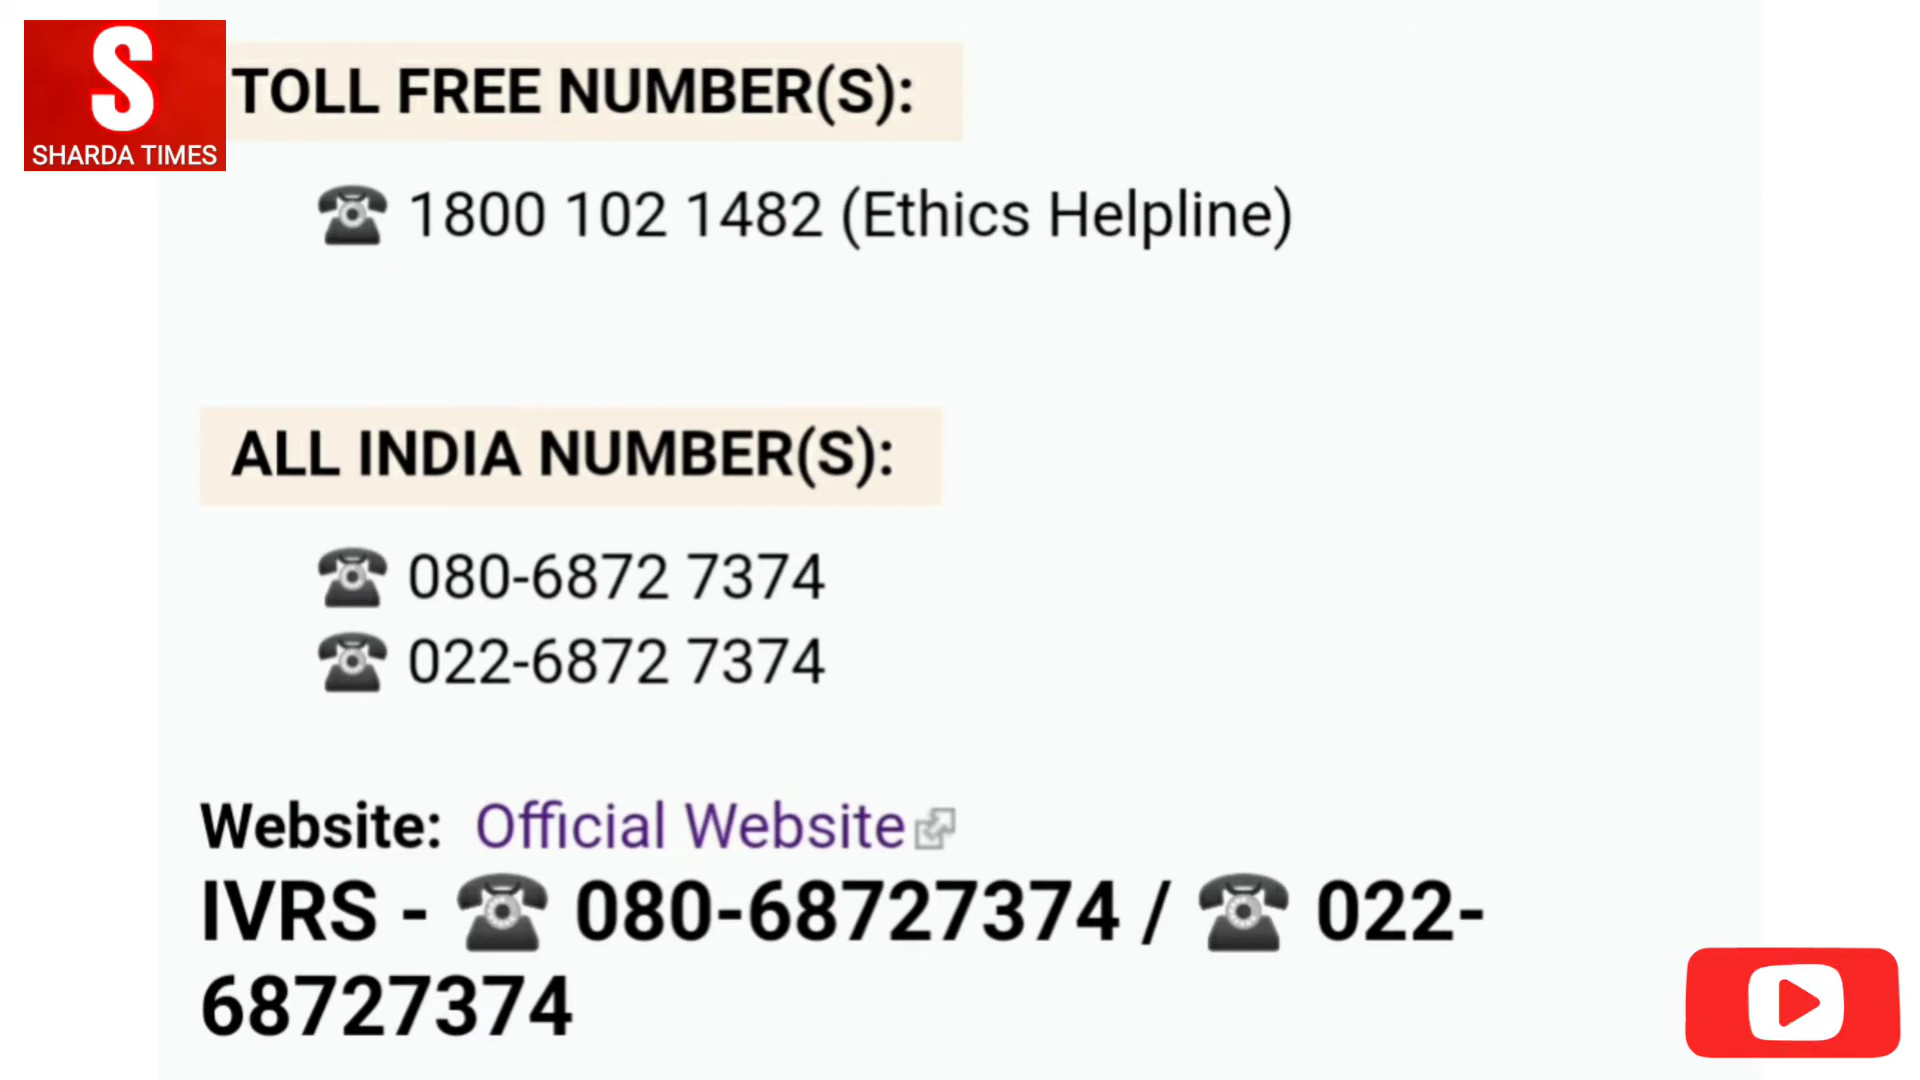 S
SHARDA TIMES
TOLL FREE NUMBER(S):
☎ 1800 102 1482 (Ethics Helpline)
ALL INDIA NUMBER(S):
☎ 080-6872 7374
☎ 022-6872 7374
Website: Official Website
IVRS - ☎ 080-68727374 / ☎ 022-
68727374